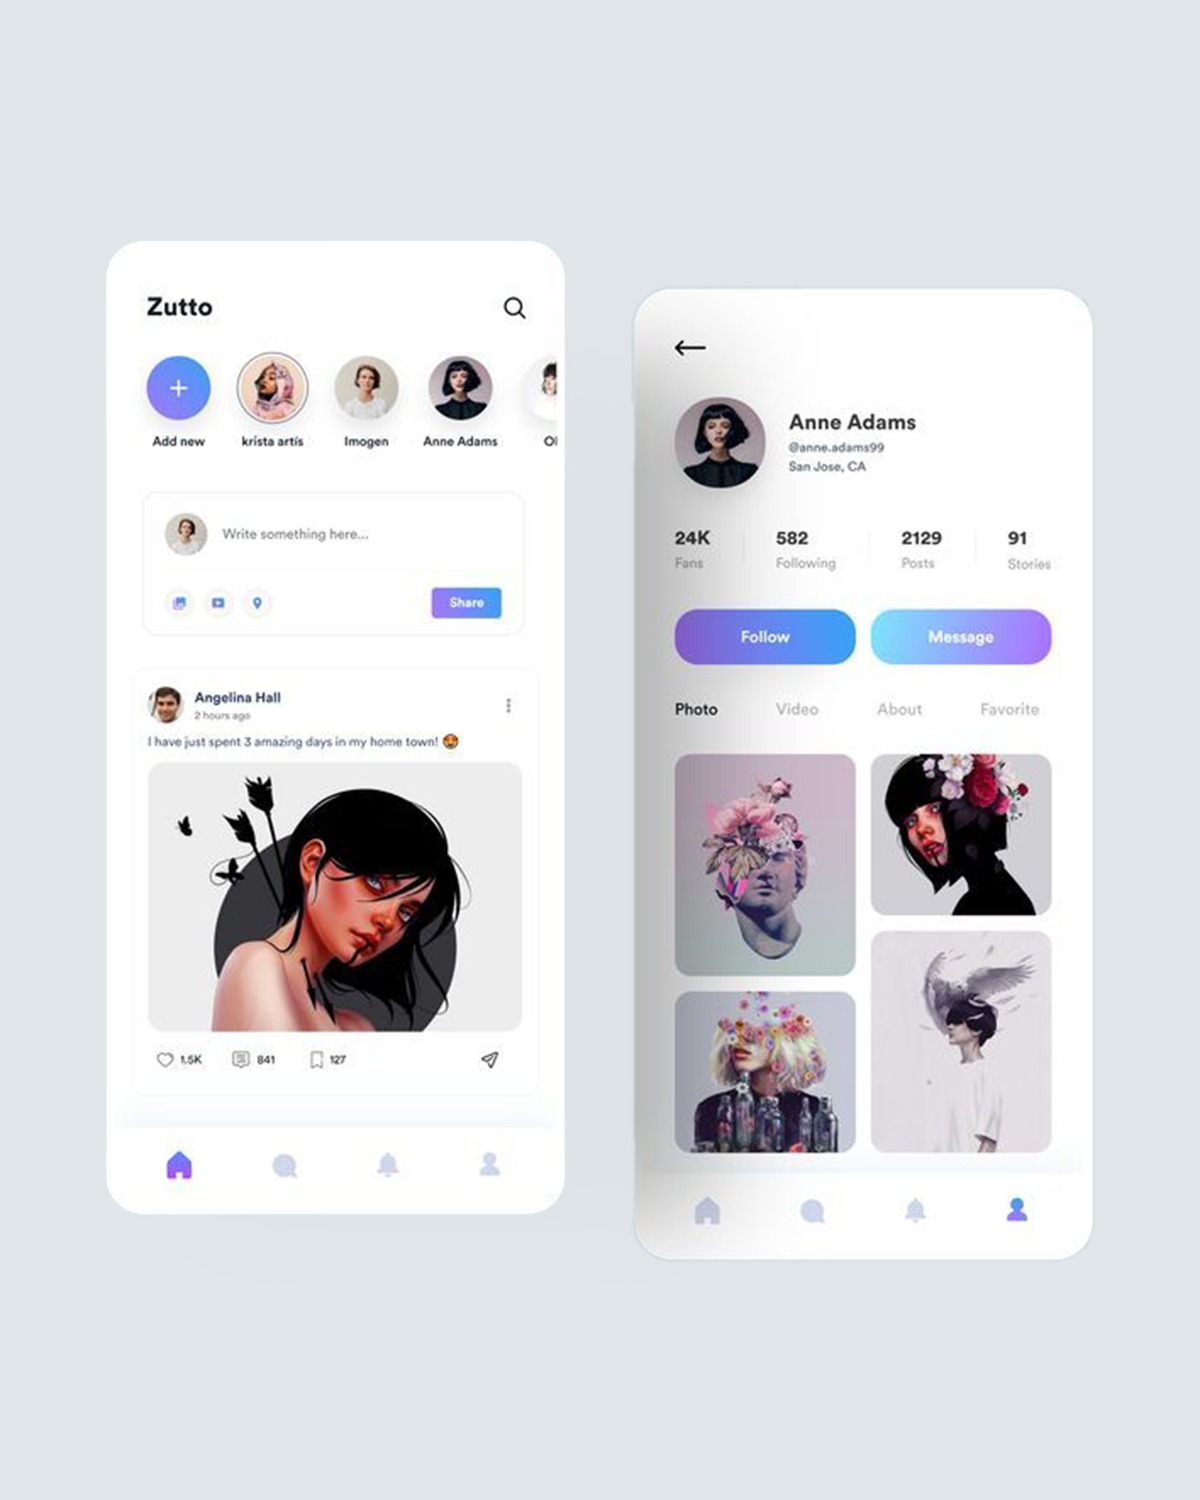 Zutto
Add new
krista artis
Imogen
Anne Adams
Ol
Write something here...
Share
Angelina Hall
2 hours ago
I have just spent 3 amazing days in my home town! 🤩
1.5K
841
127
Anne Adams
@anne.adams99
San Jose, CA
24K
582
2129
91
Fans
Following
Posts
Stories
Follow
Message
Photo
Video
About
Favorite